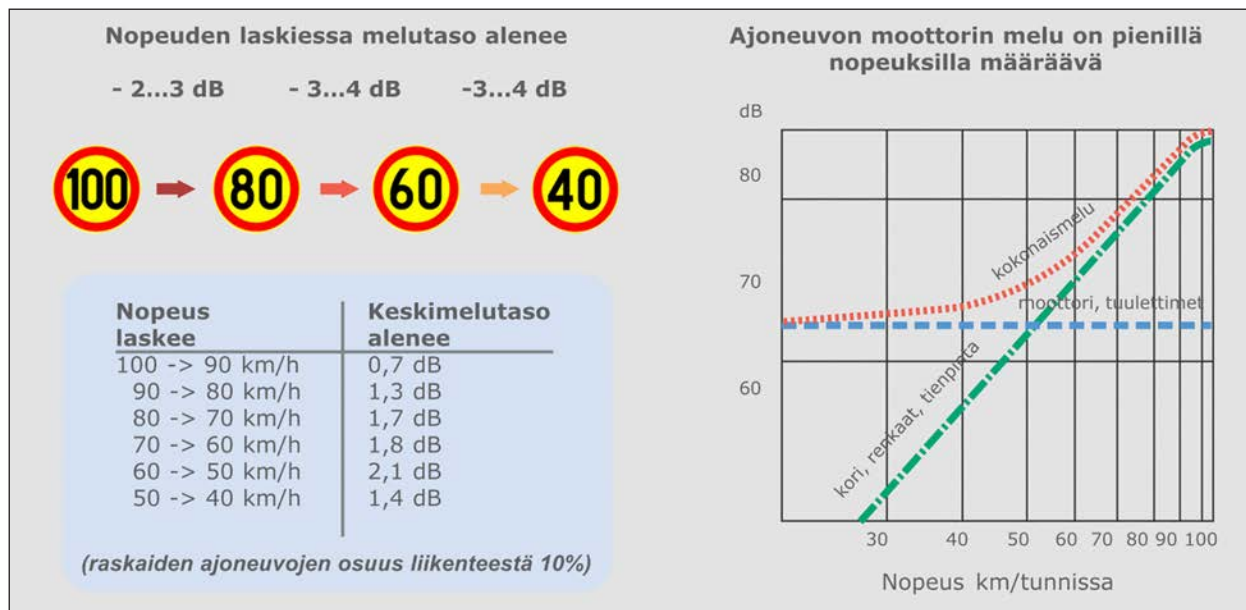 Nopeuden laskiessa melutaso alenee
- 2...3 dB - 3...4 dB -3...4 dB
100 80 60 40
Nopeus laskee
Keskimelutaso alenee
100 -> 90 km/h 0,7 dB
90 -> 80 km/h 1,3 dB
80 -> 70 km/h 1,7 dB
70 -> 60 km/h 1,8 dB
60 -> 50 km/h 2,1 dB
50 -> 40 km/h 1,4 dB
(raskaiden ajoneuvojen osuus liikenteestä 10%)
Ajoneuvon moottorin melu on pienillä
nopeuksilla määräävä
dB
80
70
60
kokonaismelu
moottori, tuulettimet
kori, renkaat, tienpinta
30 40 50 60 70 80 90 100
Nopeus km/tunnissa